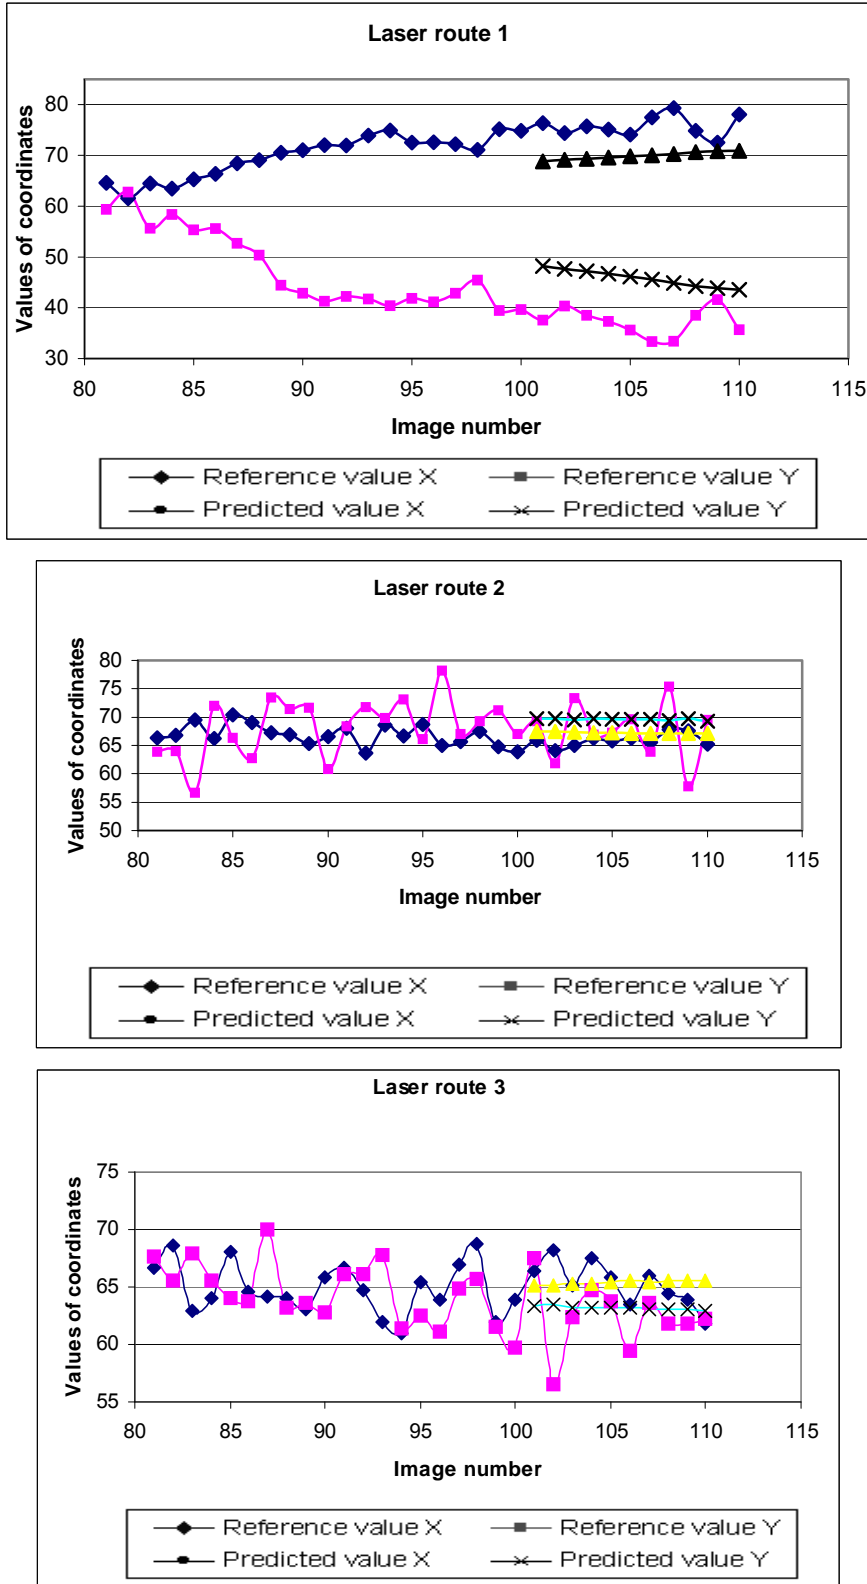 Laser route 1
Values of coordinates
80
70
60
50
40
30
80 85 90 95 100 105 110 115
Image number
Reference value X Reference value Y
Predicted value X Predicted value Y
Laser route 2
Values of coordinates
80
75
70
65
60
55
50
80 85 90 95 100 105 110 115
Image number
Reference value X Reference value Y
Predicted value X Predicted value Y
Laser route 3
Values of coordinates
75
70
65
60
55
80 85 90 95 100 105 110 115
Image number
Reference value X Reference value Y
Predicted value X Predicted value Y